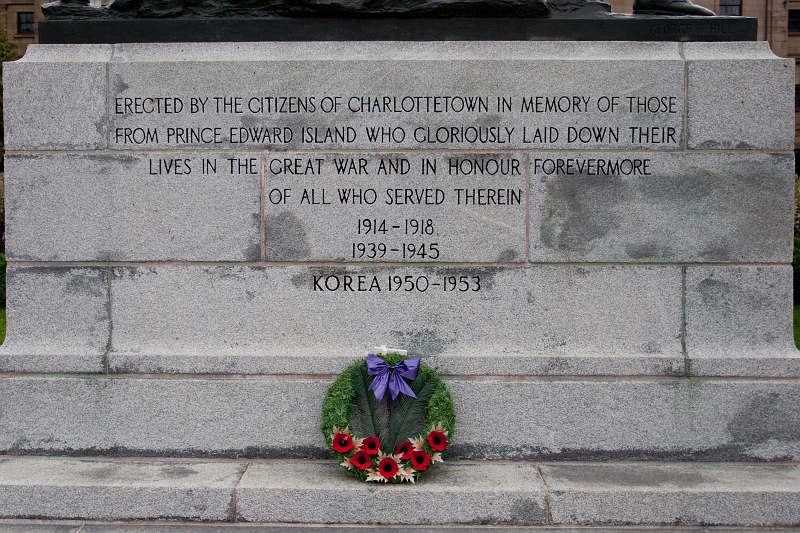 ERECTED BY THE CITIZENS OF CHARLOTTETOWN IN MEMORY OF THOSE
FROM PRINCE EDWARD ISLAND WHO GLORIOUSLY LAID DOWN THEIR
LIVES IN THE GREAT WAR AND IN HONOUR FOREVERMORE
OF ALL WHO SERVED THEREIN
1914-1918
1939-1945
KOREA 1950-1953